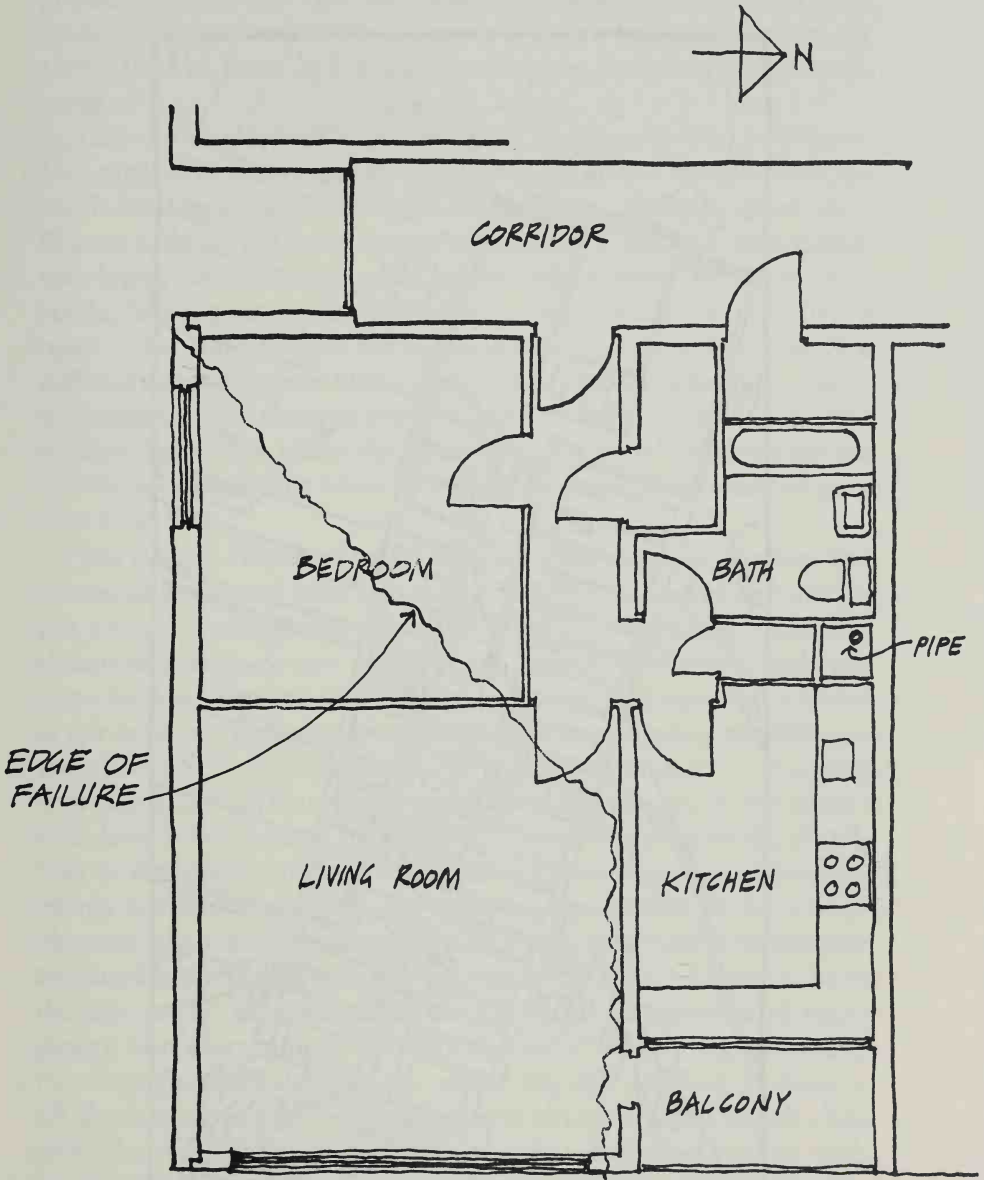 N
CORRIDOR
BEDROOM
BATH
PIPE
EDGE OF
FAILURE
LIVING ROOM
KITCHEN
BALCONY